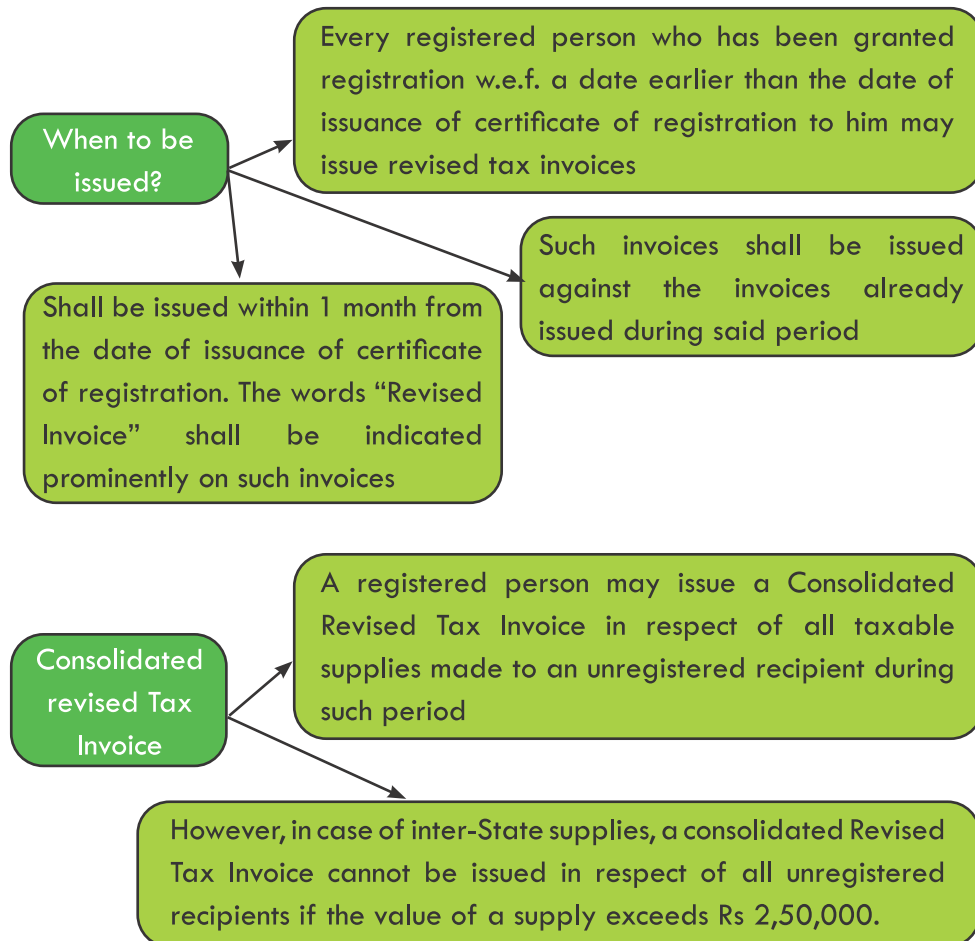 Every registered person who has been granted
registration w.e.f. a date earlier than the date of
issuance of certificate of registration to him may
issue revised tax invoices
When to be
issued?
Such invoices shall be issued
against the invoices already
issued during said period
Shall be issued within 1 month from
the date of issuance of certificate
of registration. The words “Revised
Invoice” shall be indicated
prominently on such invoices
A registered person may issue a Consolidated
Revised Tax Invoice in respect of all taxable
supplies made to an unregistered recipient during
such period
Consolidated
revised Tax
Invoice
However, in case of inter-State supplies, a consolidated Revised
Tax Invoice cannot be issued in respect of all unregistered
recipients if the value of a supply exceeds Rs 2,50,000.